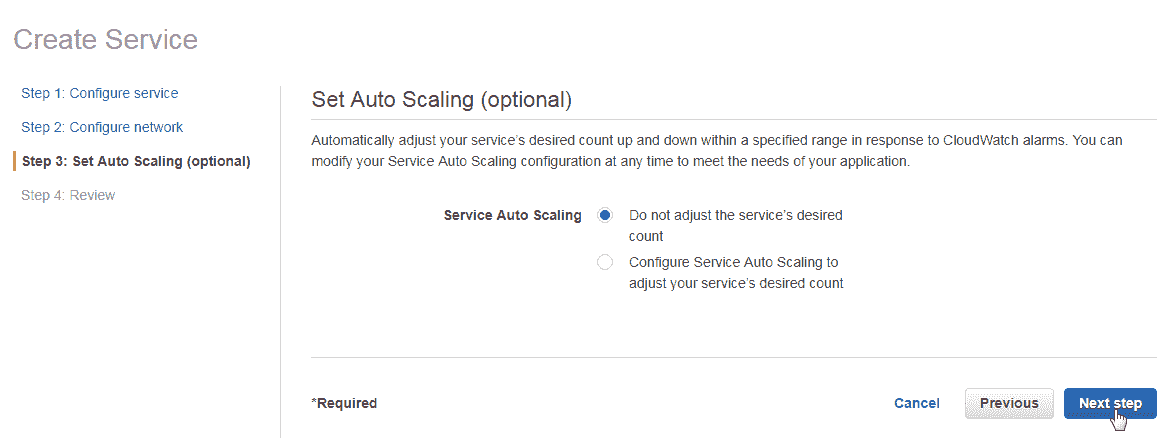 Create Service
Step 1: Configure service
Step 2: Configure network
Step 3: Set Auto Scaling (optional)
Step 4: Review
Set Auto Scaling (optional)
Automatically adjust your service’s desired count up and down within a specified range in response to CloudWatch alarms. You can
modify your Service Auto Scaling configuration at any time to meet the needs of your application.
Service Auto Scaling
Do not adjust the service’s desired
count
Configure Service Auto Scaling to
adjust your service’s desired count
*Required
Cancel
Previous
Next step